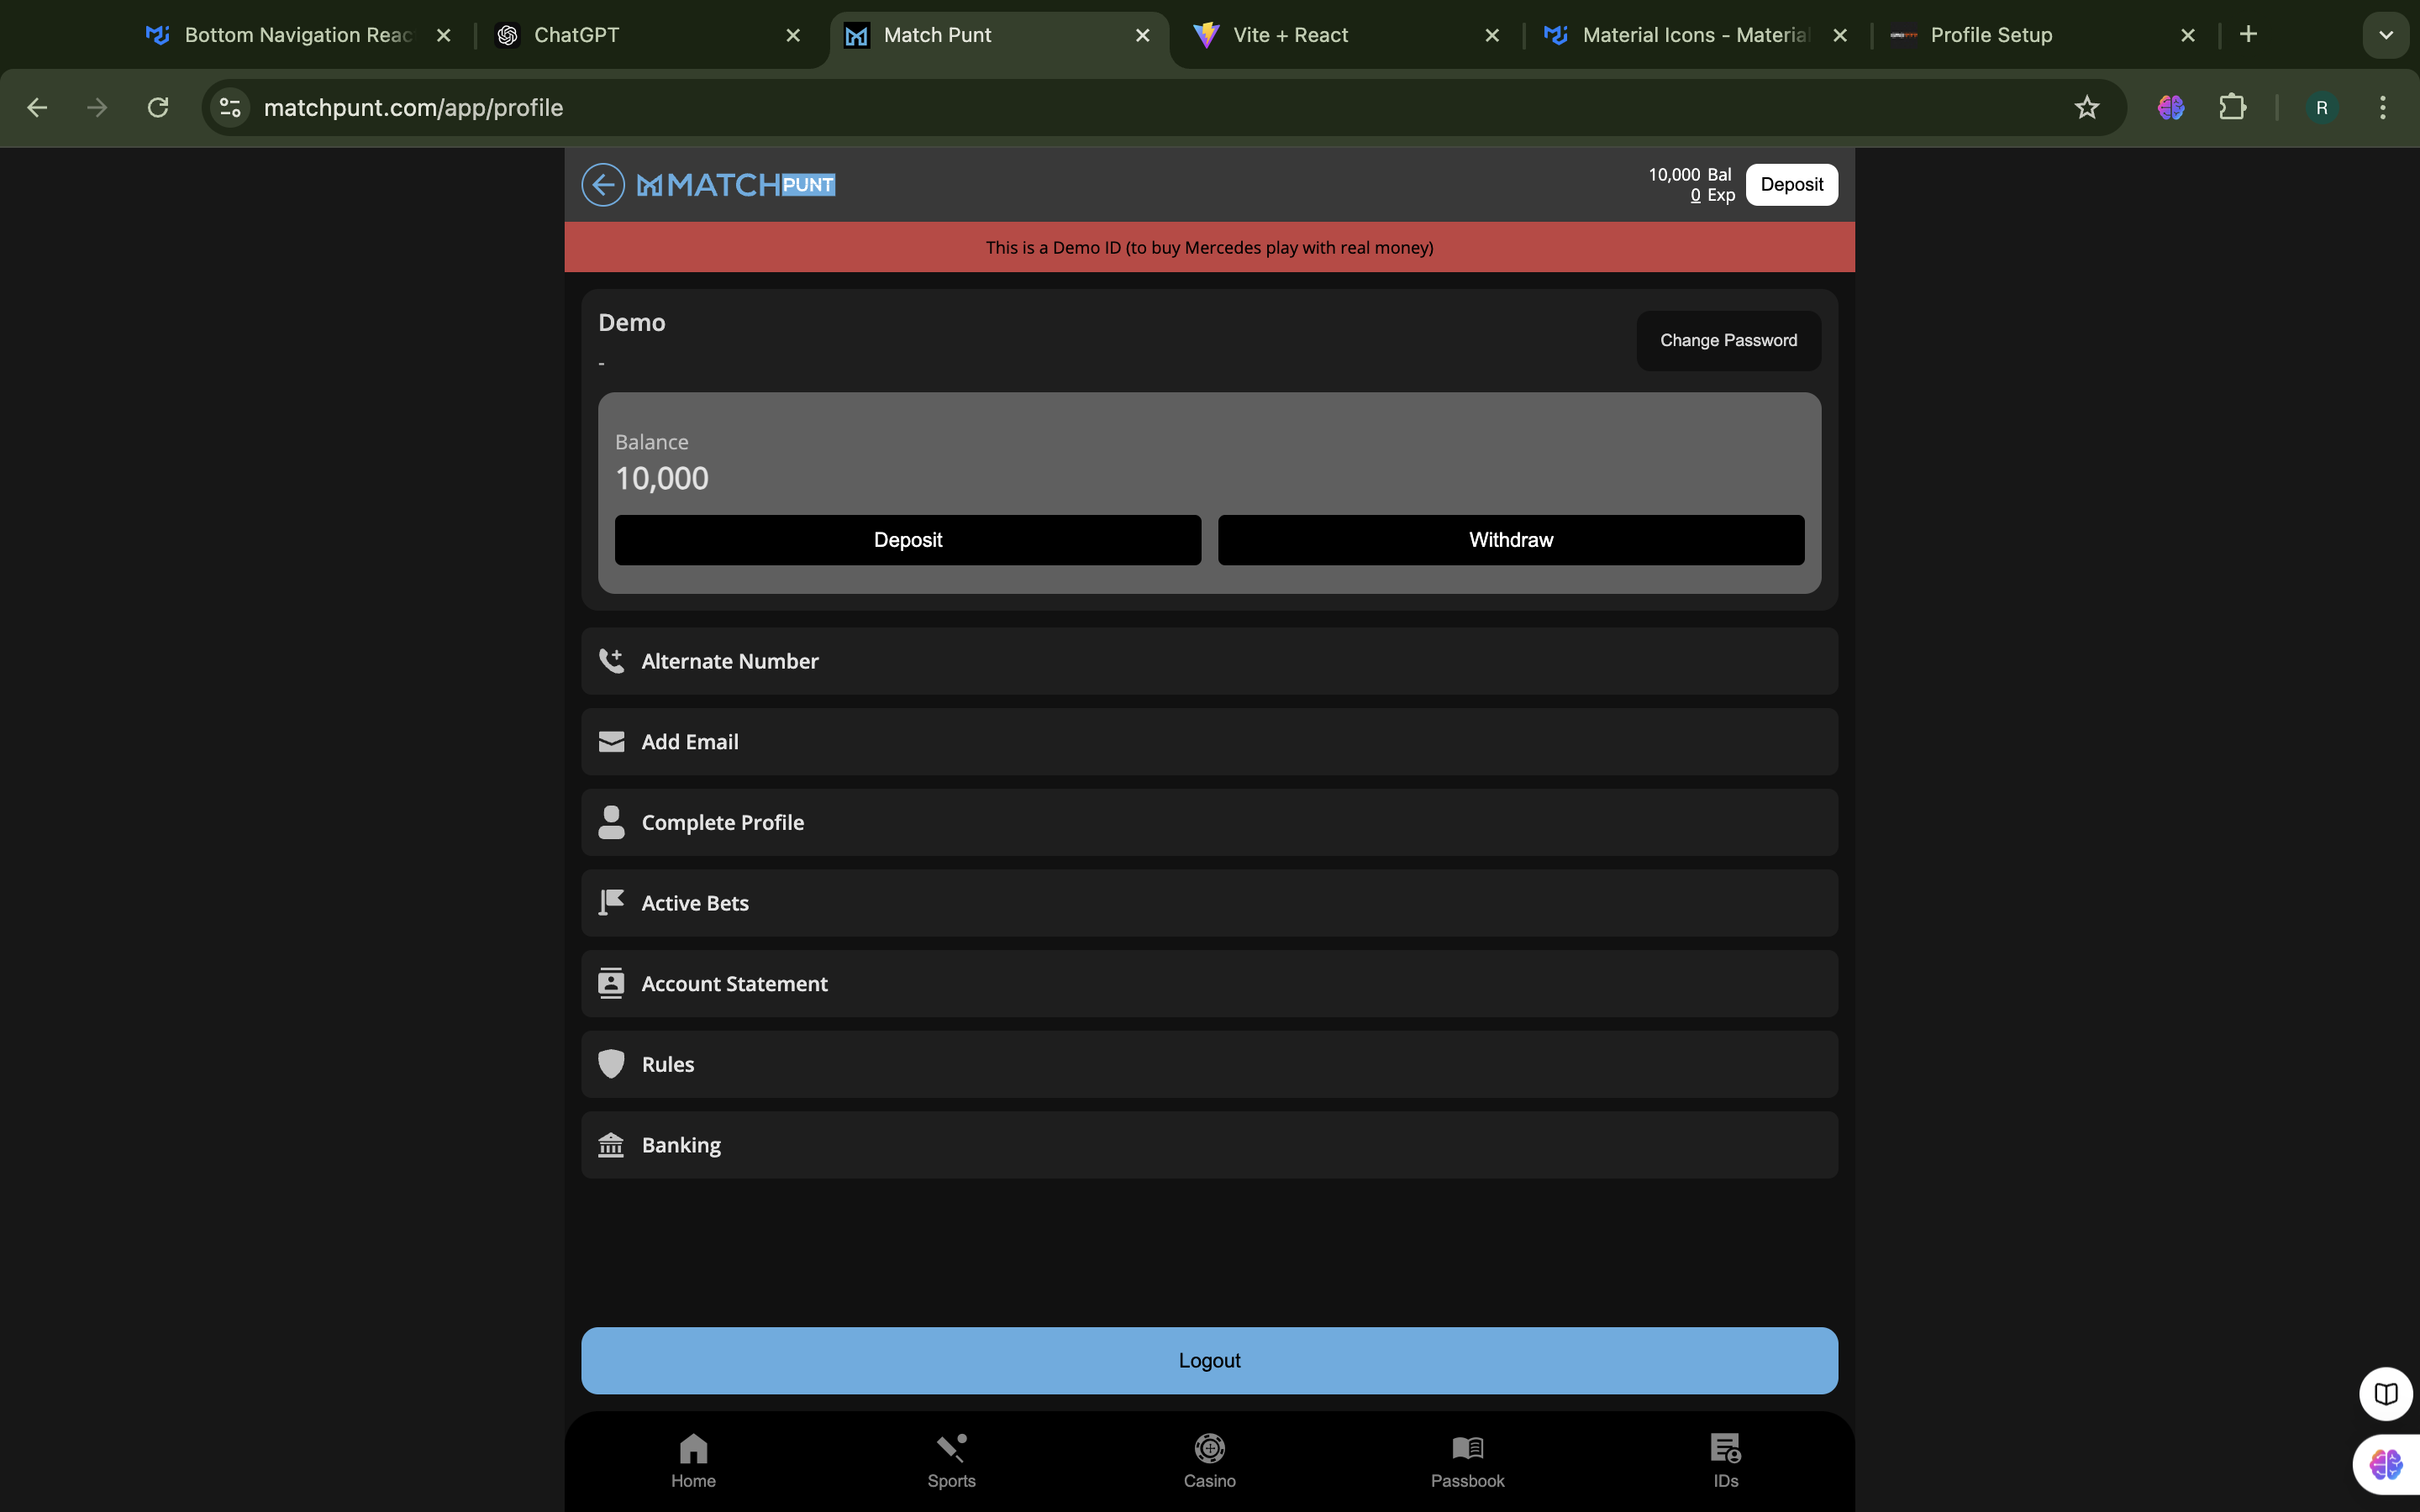 Bottom Navigation Reac
ChatGPT
Match Punt
Vite + React
Material Icons - Material
Profile Setup
matchpunt.com/app/profile
R
MATCHPUNT
10,000 Bal
0 Exp
Deposit
This is a Demo ID (to buy Mercedes play with real money)
Demo
-
Change Password
Balance
10,000
Deposit
Withdraw
Alternate Number
Add Email
Complete Profile
Active Bets
Account Statement
Rules
Banking
Logout
Home
Sports
Casino
Passbook
IDs